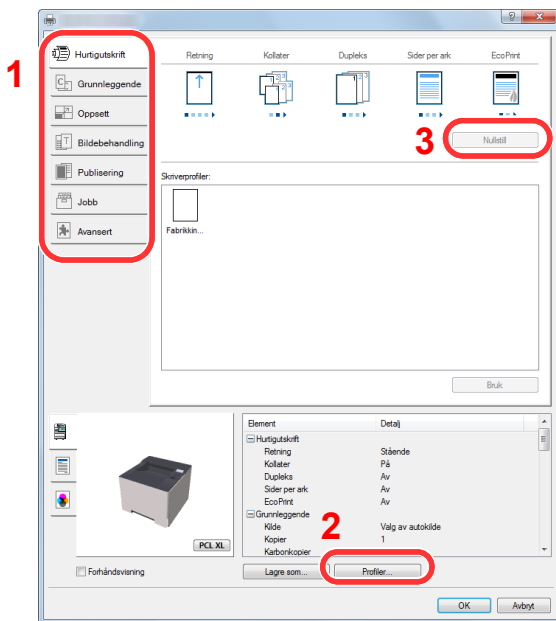 1
Hurtigutskrift
Grunnleggende
Oppsett
Bildebehandling
Publisering
Jobb
Avansert
Retning Kollater Dupleks Sider per ark EcoPrint
3
Nullstill
Skriverprofiler:
Fabrikkin...
Bruk
PCL XL
Forhåndsvisning
Element Detalj
Hurtigutskrift
Retning Stående
Kollater På
Dupleks Av
Sider per ark Av
EcoPrint Av
Grunnleggende
Kilde Valg av autokilde
Kopier 1
Karbonkopier
2
Lagre som... Profiler...
OK Avbryt